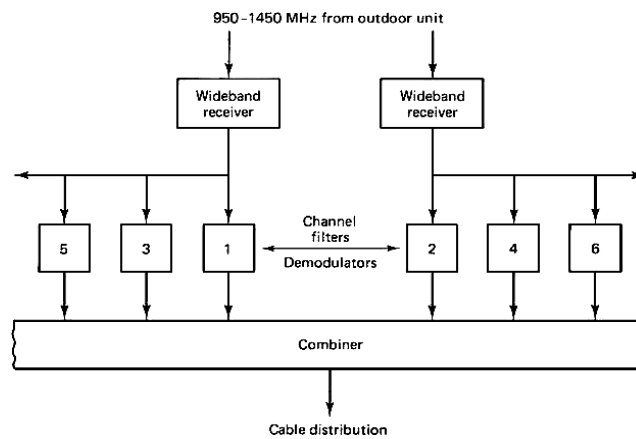 950–1450 MHz from outdoor unit
Wideband
receiver
Wideband
receiver
Channel
filters
Demodulators
5
3
1
2
4
6
Combiner
Cable distribution